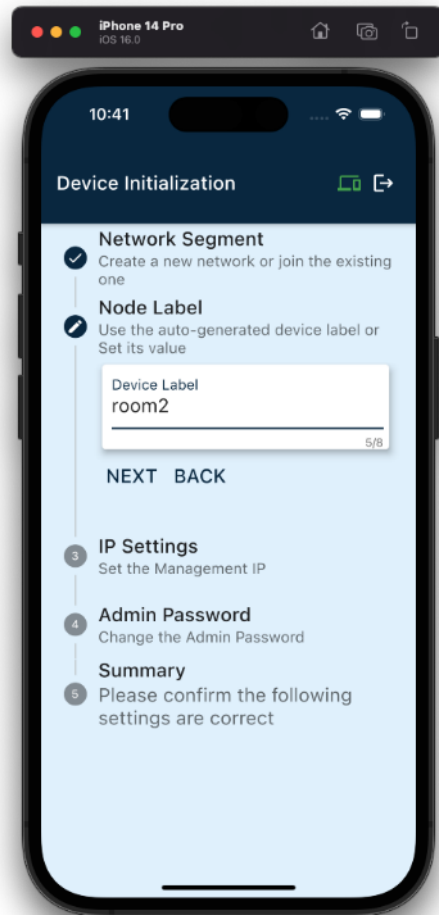 iPhone 14 Pro
iOS 16.0
10:41
Device Initialization
Network Segment
Create a new network or join the existing
one
Node Label
Use the auto-generated device label or
Set its value
Device Label
room2
5/8
NEXT BACK
3 IP Settings
Set the Management IP
4 Admin Password
Change the Admin Password
Summary
5 Please confirm the following
settings are correct